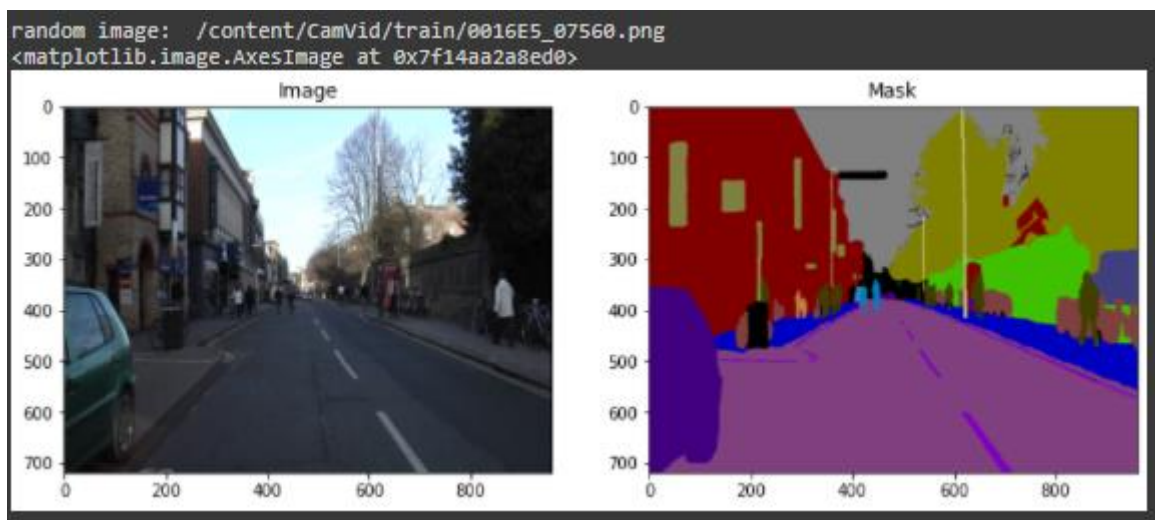 random image:  /content/CamVid/train/0016E5_07560.png
<matplotlib.image.AxesImage at 0x7f14aa2a8ed0>
Image
0
100
200
300
400
500
600
700
0 200 400 600 800
Mask
0
100
200
300
400
500
600
700
0 200 400 600 800